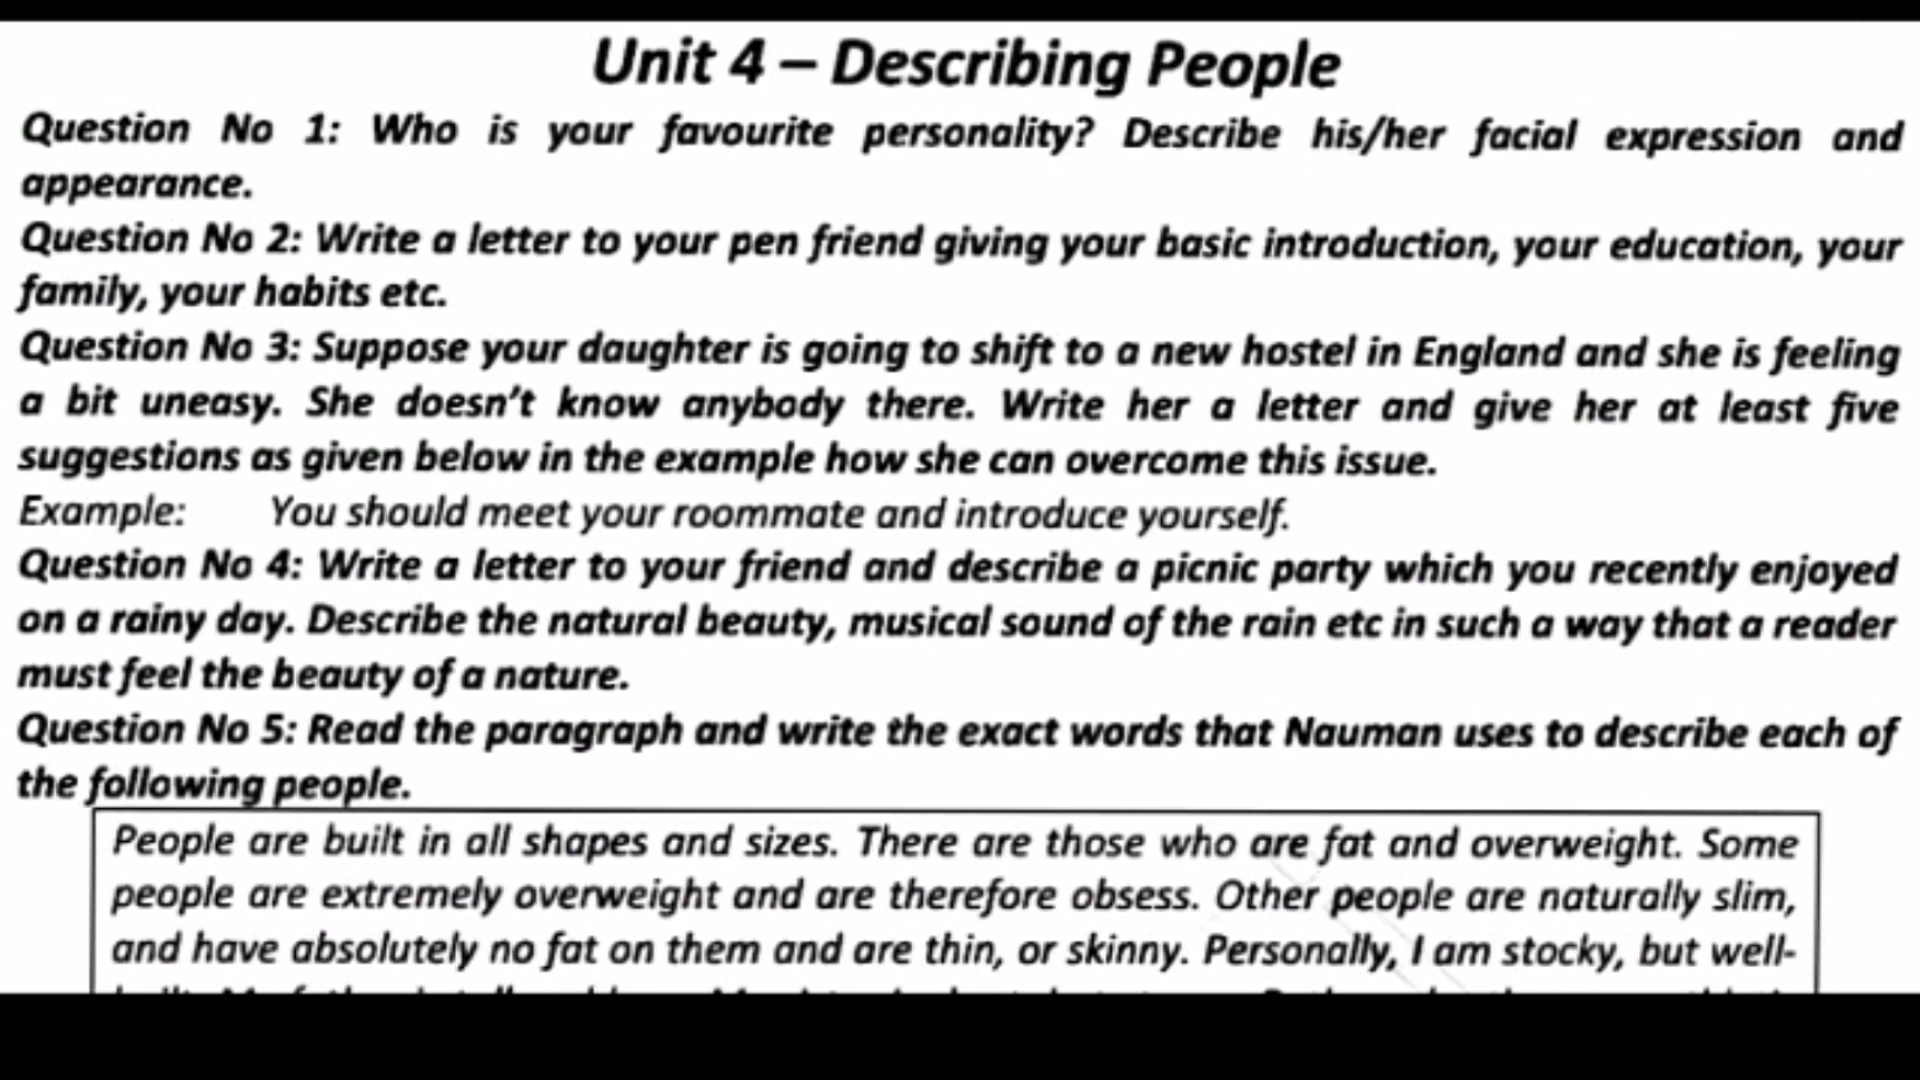 Unit 4 – Describing People
Question No 1: Who is your favourite personality? Describe his/her facial expression and
appearance.
Question No 2: Write a letter to your pen friend giving your basic introduction, your education, your
family, your habits etc.
Question No 3: Suppose your daughter is going to shift to a new hostel in England and she is feeling
a bit uneasy. She doesn't know anybody there. Write her a letter and give her at least five
suggestions as given below in the example how she can overcome this issue.
Example: You should meet your roommate and introduce yourself.
Question No 4: Write a letter to your friend and describe a picnic party which you recently enjoyed
on a rainy day. Describe the natural beauty, musical sound of the rain etc in such a way that a reader
must feel the beauty of a nature.
Question No 5: Read the paragraph and write the exact words that Nauman uses to describe each of
the following people.
People are built in all shapes and sizes. There are those who are fat and overweight. Some
people are extremely overweight and are therefore obsess. Other people are naturally slim,
and have absolutely no fat on them and are thin, or skinny. Personally, I am stocky, but well-